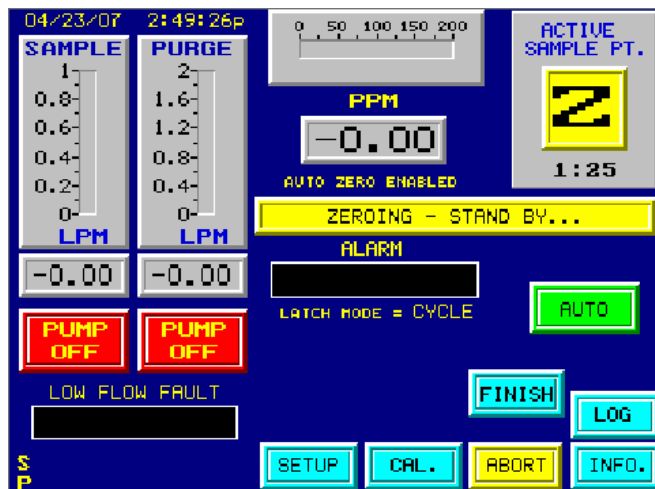 04/23/07 2:49:26p
SAMPLE
1
0.8
0.6
0.4
0.2
0
LPM
-0.00
PUMP
OFF
PURGE
2
1.6
1.2
0.8
0.4
0
LPM
-0.00
PUMP
OFF
LOW FLOW FAULT
S
P
0 50 100 150 200
PPM
-0.00
AUTO ZERO ENABLED
ACTIVE
SAMPLE PT.
Z
1:25
ZEROING - STAND BY...
ALARM
LATCH MODE = CYCLE
AUTO
FINISH
LOG
SETUP
CAL.
ABORT
INFO.